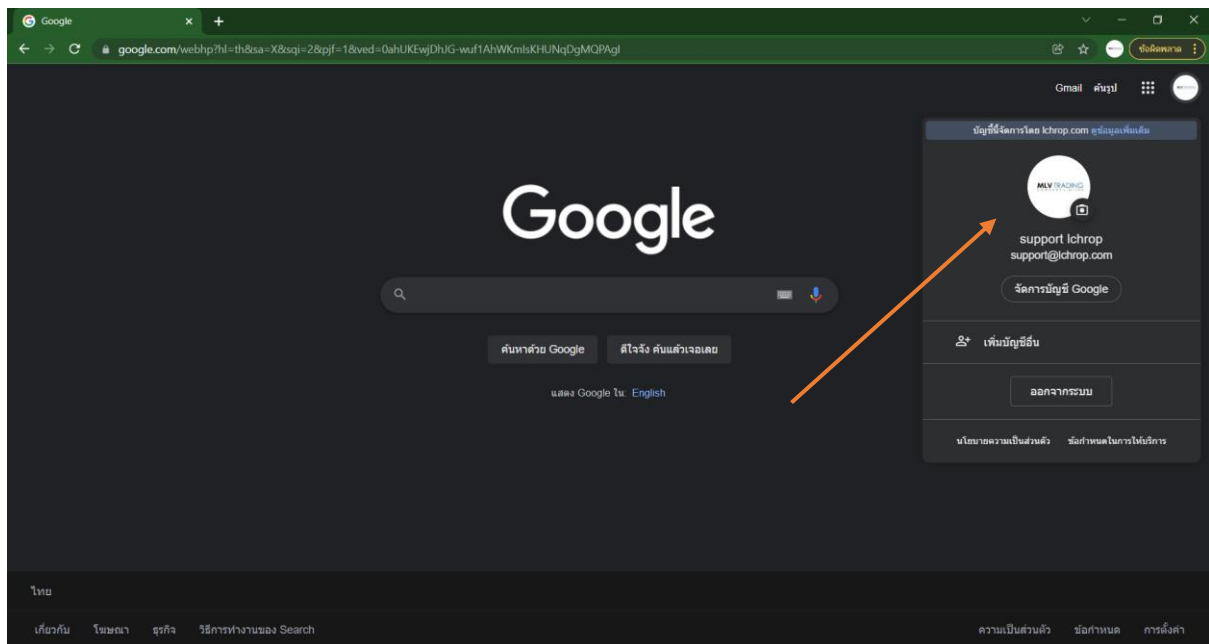 Google
google.com/webhp?hl=th&sa=X&sqi=2&pjf=1&ved=0ahUKEwjDhJG-wuf1AhWKmIsKHUNqDgMQPAgI
ข้อผิดพลาด
Gmail ค้นรูป
บัญชีนี้จัดการโดย lchrop.com ดูข้อมูลเพิ่มเติม
MLV TRADING
support lchrop
support@lchrop.com
จัดการบัญชี Google
เพิ่มบัญชีอื่น
ออกจากระบบ
นโยบายความเป็นส่วนตัว ข้อกำหนดในการให้บริการ
Google
ค้นหาด้วย Google ดีใจจัง ค้นแล้วเจอเลย
แสดง Google ใน: English
ไทย
เกี่ยวกับ โฆษณา ธุรกิจ วิธีการทำงานของ Search
ความเป็นส่วนตัว ข้อกำหนด การตั้งค่า